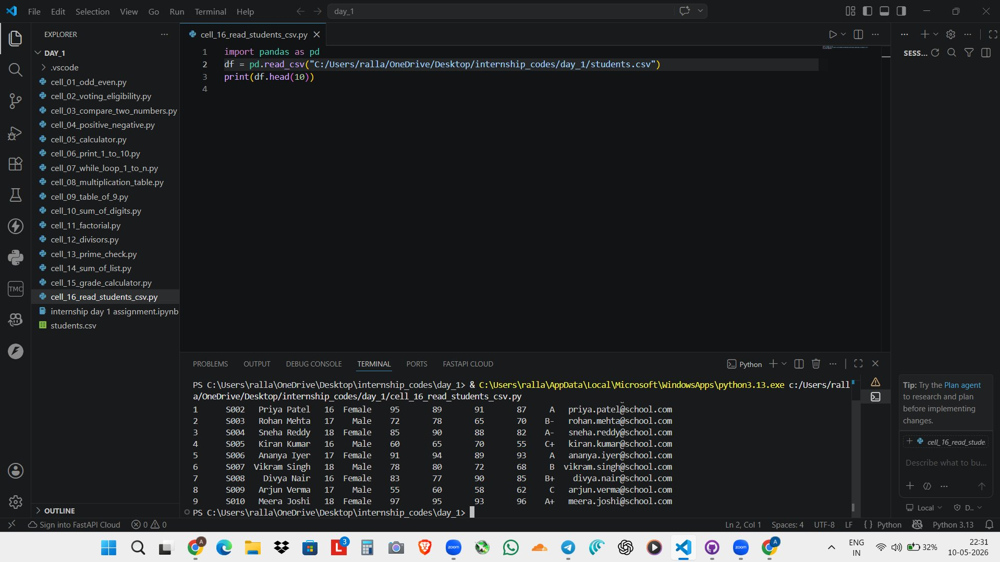 File Edit Selection View Go Run Terminal Help
day_1
EXPLORER
DAY_1
.vscode
cell_01_odd_even.py
cell_02_voting_eligibility.py
cell_03_compare_two_numbers.py
cell_04_positive_negative.py
cell_05_calculator.py
cell_06_print_1_to_10.py
cell_07_while_loop_1_to_n.py
cell_08_multiplication_table.py
cell_09_table_of_9.py
cell_10_sum_of_digits.py
cell_11_factorial.py
cell_12_divisors.py
cell_13_prime_check.py
cell_14_sum_of_list.py
cell_15_grade_calculator.py
cell_16_read_students_csv.py
internship day 1 assignment.ipynb
students.csv
OUTLINE
TMC
cell_16_read_students_csv.py
1 import pandas as pd
2 df = pd.read_csv("C:/Users/ralla/OneDrive/Desktop/internship_codes/day_1/students.csv")
3 print(df.head(10))
4
PROBLEMS OUTPUT DEBUG CONSOLE TERMINAL PORTS FASTAPI CLOUD
Python
PS C:\Users\ralla\OneDrive\Desktop\internship_codes\day_1> & C:\Users\ralla\AppData\Local\Microsoft\WindowsApps\python3.13.exe c:/Users/rall
a/OneDrive/Desktop/internship_codes/day_1/cell_16_read_students_csv.py
1 S002 Priya Patel 16 Female 95 89 91 87 A priya.patel@school.com
2 S003 Rohan Mehta 17 Male 72 78 65 70 B- rohan.mehta@school.com
3 S004 Sneha Reddy 18 Female 85 90 88 82 A- sneha.reddy@school.com
4 S005 Kiran Kumar 16 Male 60 65 70 55 C+ kiran.kumar@school.com
5 S006 Ananya Iyer 17 Female 91 94 89 93 A ananya.iyer@school.com
6 S007 Vikram Singh 18 Male 78 80 72 68 B vikram.singh@school.com
7 S008 Divya Nair 16 Female 83 77 90 85 B+ divya.nair@school.com
8 S009 Arjun Verma 17 Male 55 60 58 62 C arjun.verma@school.com
9 S010 Meera Joshi 18 Female 97 95 93 96 A+ meera.joshi@school.com
PS C:\Users\ralla\OneDrive\Desktop\internship_codes\day_1>
SESS...
Tip: Try the Plan agent
to research and plan
before implementing
changes.
cell_16_read_stude
Describe what to bu...
Local D..
Sign into FastAPI Cloud 0 0
Ln 2, Col 1 Spaces: 4 UTF-8 LF { } Python Python 3.13
A
L 3
zoom
zoom
A
ENG
IN
32%
22:31
10-05-2026